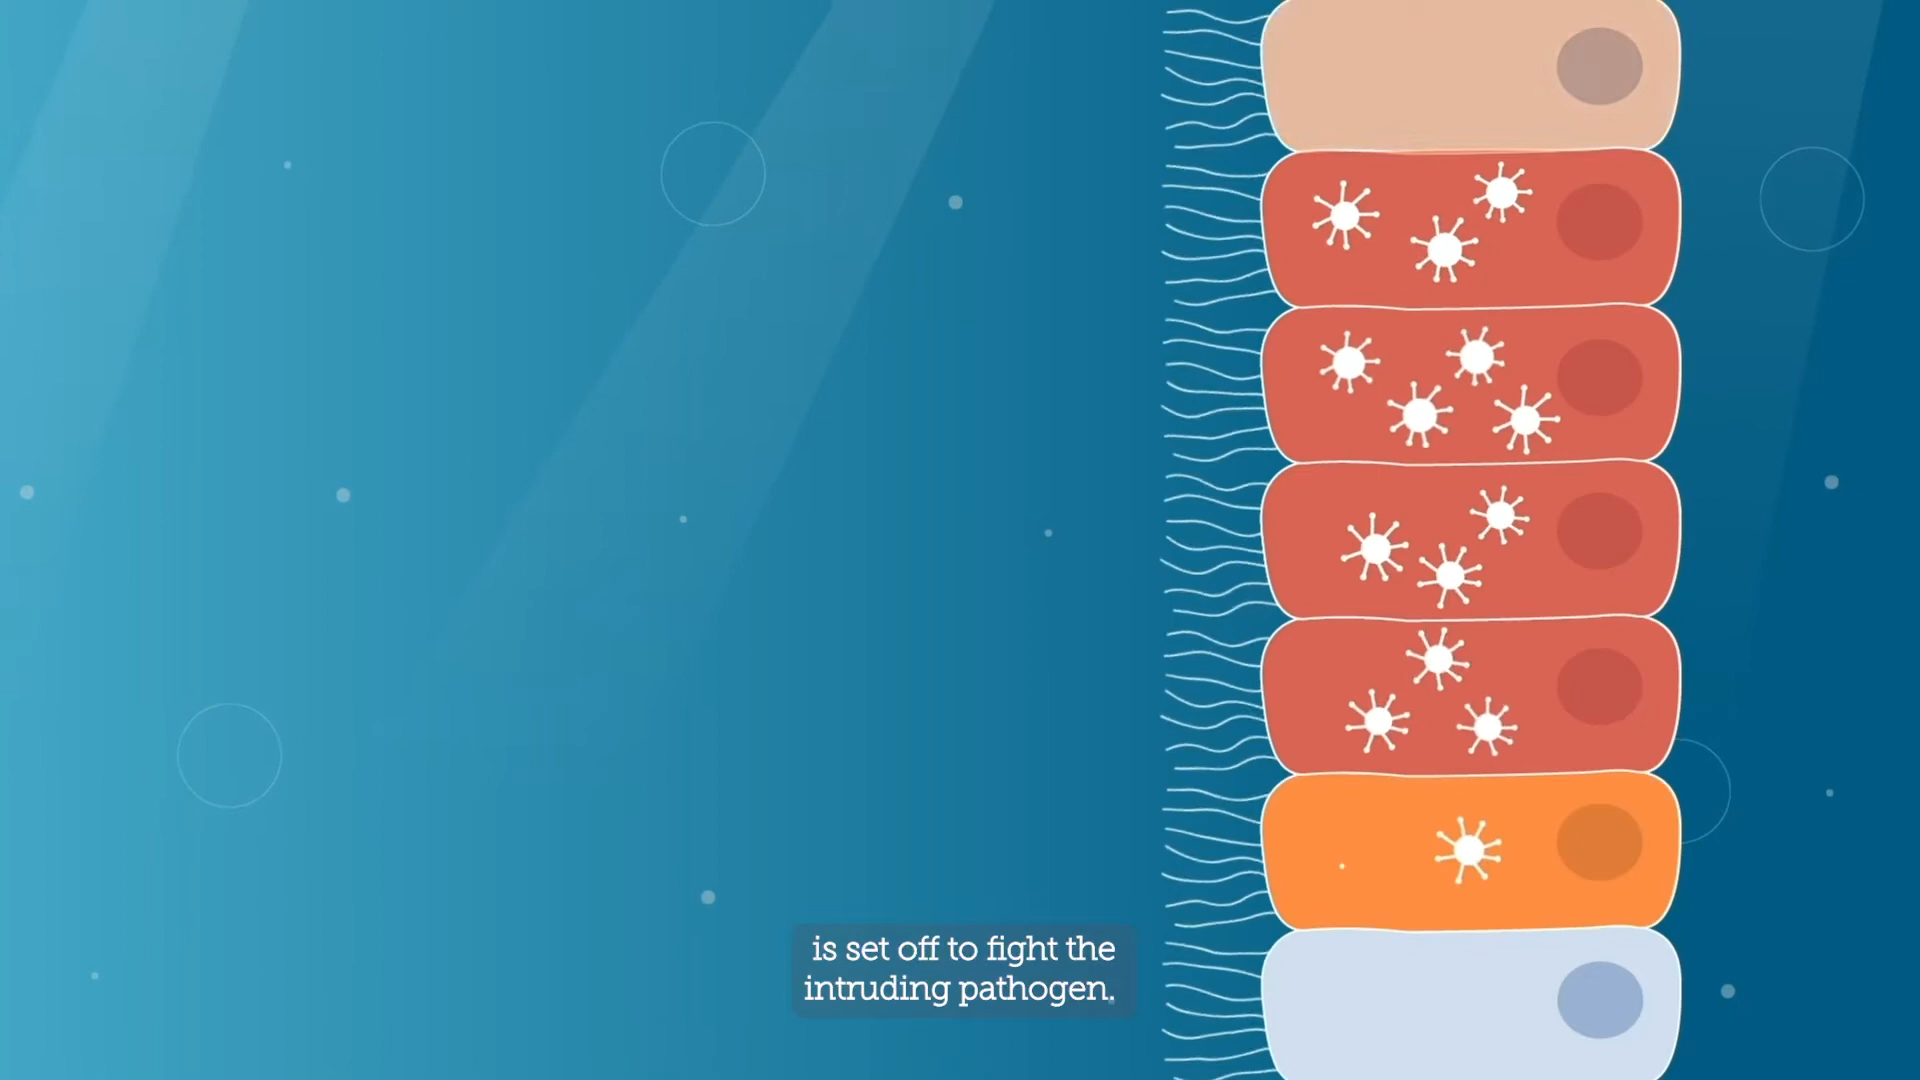 is set off to fight the
intruding pathogen.